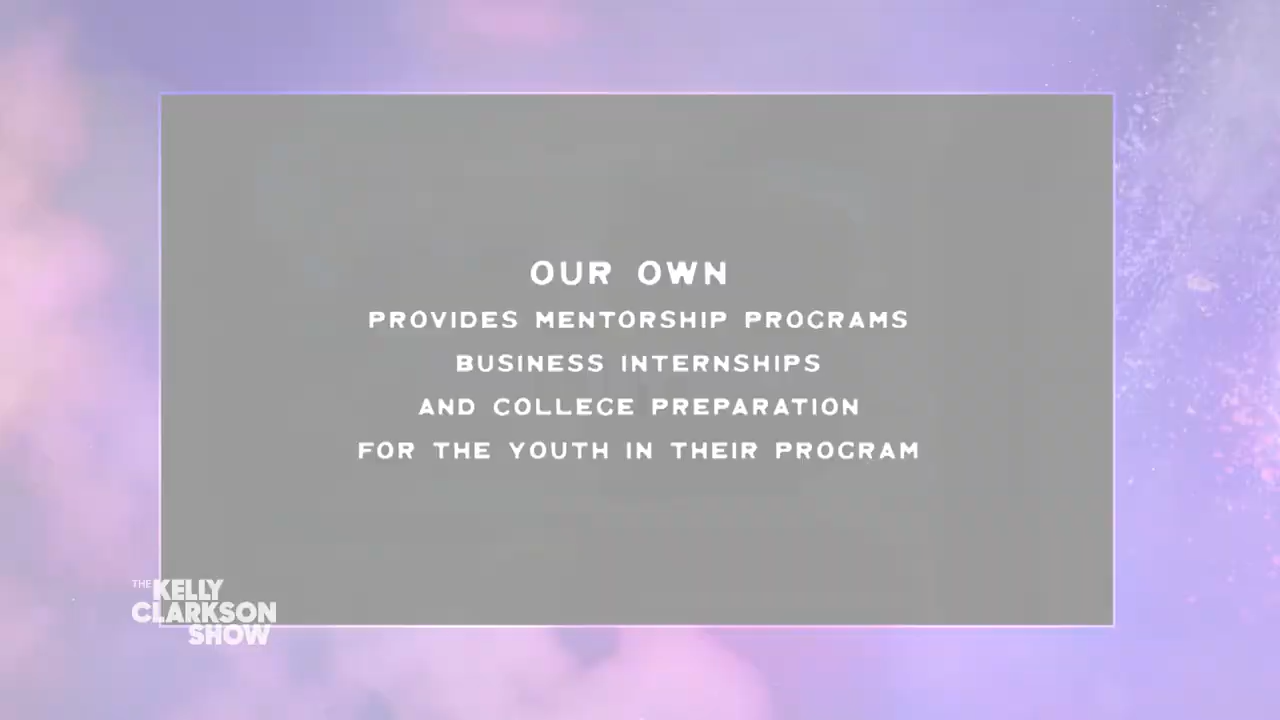 OUR OWN
PROVIDES MENTORSHIP PROGRAMS
BUSINESS INTERNSHIPS
AND COLLEGE PREPARATION
FOR THE YOUTH IN THEIR PROGRAM
THE KELLY
CLARKSON
SHOW